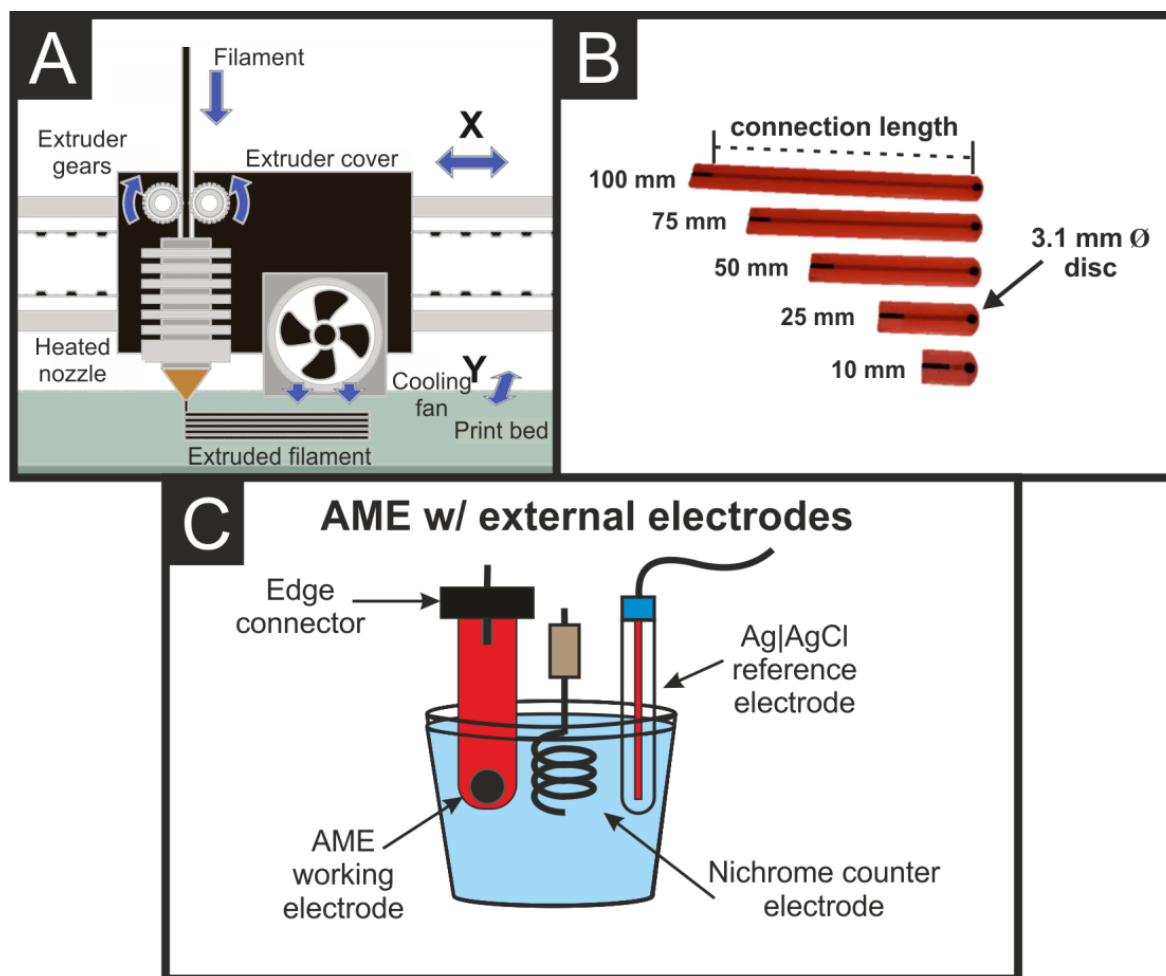 A
Filament
X
Extruder
gears
Extruder cover
Heated
nozzle
Y
Cooling
fan
Print bed
Extruded filament
B
connection length
100 mm
75 mm
3.1 mm Ø
disc
50 mm
25 mm
10 mm
C
AME w/ external electrodes
Edge
connector
Ag|AgCl
reference
electrode
AME
working
electrode
Nichrome counter
electrode